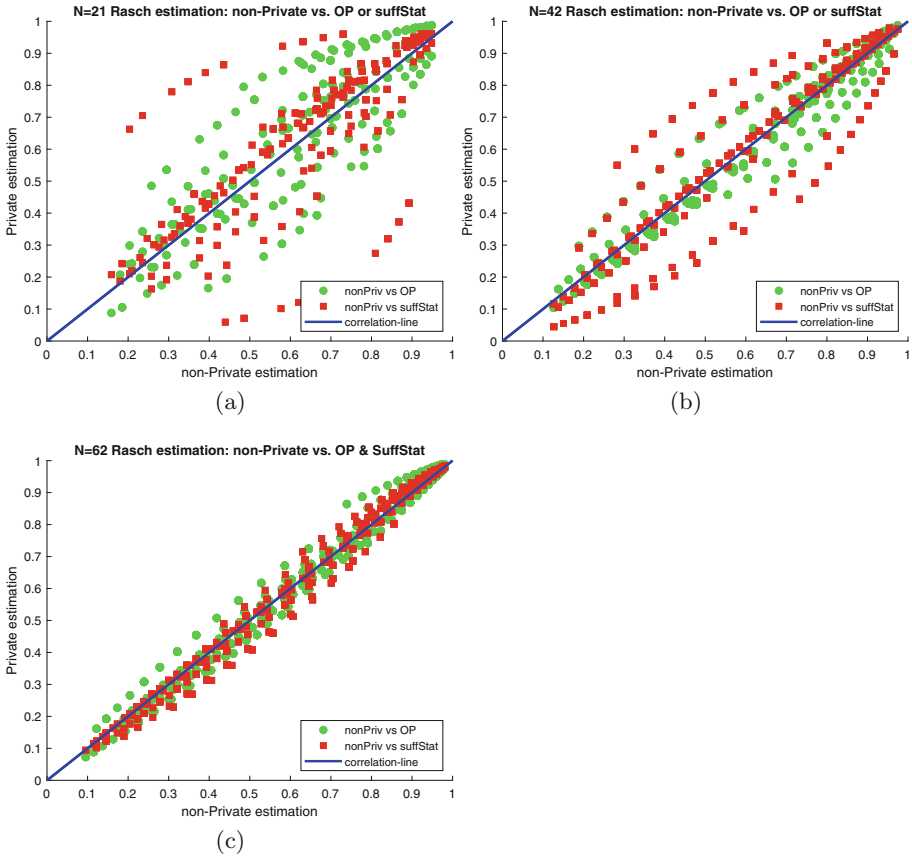 N=21 Rasch estimation: non-Private vs. OP or suffStat
1
0.9
0.8
0.7
0.6
0.5
0.4
0.3
0.2
0.1
0
Private estimation
nonPriv vs OP
nonPriv vs suffStat
correlation-line
0 0.1 0.2 0.3 0.4 0.5 0.6 0.7 0.8 0.9 1
non-Private estimation
(a)
N=42 Rasch estimation: non-Private vs. OP or suffStat
1
0.9
0.8
0.7
0.6
0.5
0.4
0.3
0.2
0.1
0
Private estimation
nonPriv vs OP
nonPriv vs suffStat
correlation-line
0 0.1 0.2 0.3 0.4 0.5 0.6 0.7 0.8 0.9 1
non-Private estimation
(b)
N=62 Rasch estimation: non-Private vs. OP & SuffStat
1
0.9
0.8
0.7
0.6
0.5
0.4
0.3
0.2
0.1
0
Private estimation
nonPriv vs OP
nonPriv vs suffStat
correlation-line
0 0.1 0.2 0.3 0.4 0.5 0.6 0.7 0.8 0.9 1
non-Private estimation
(c)